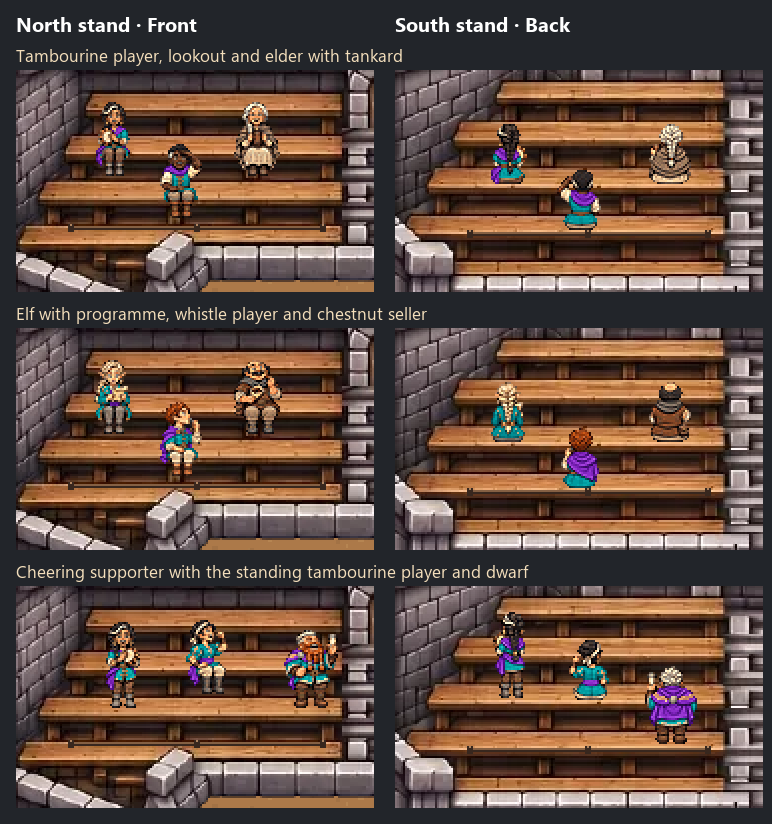 North stand · Front
South stand · Back
Tambourine player, lookout and elder with tankard
Elf with programme, whistle player and chestnut seller
Cheering supporter with the standing tambourine player and dwarf